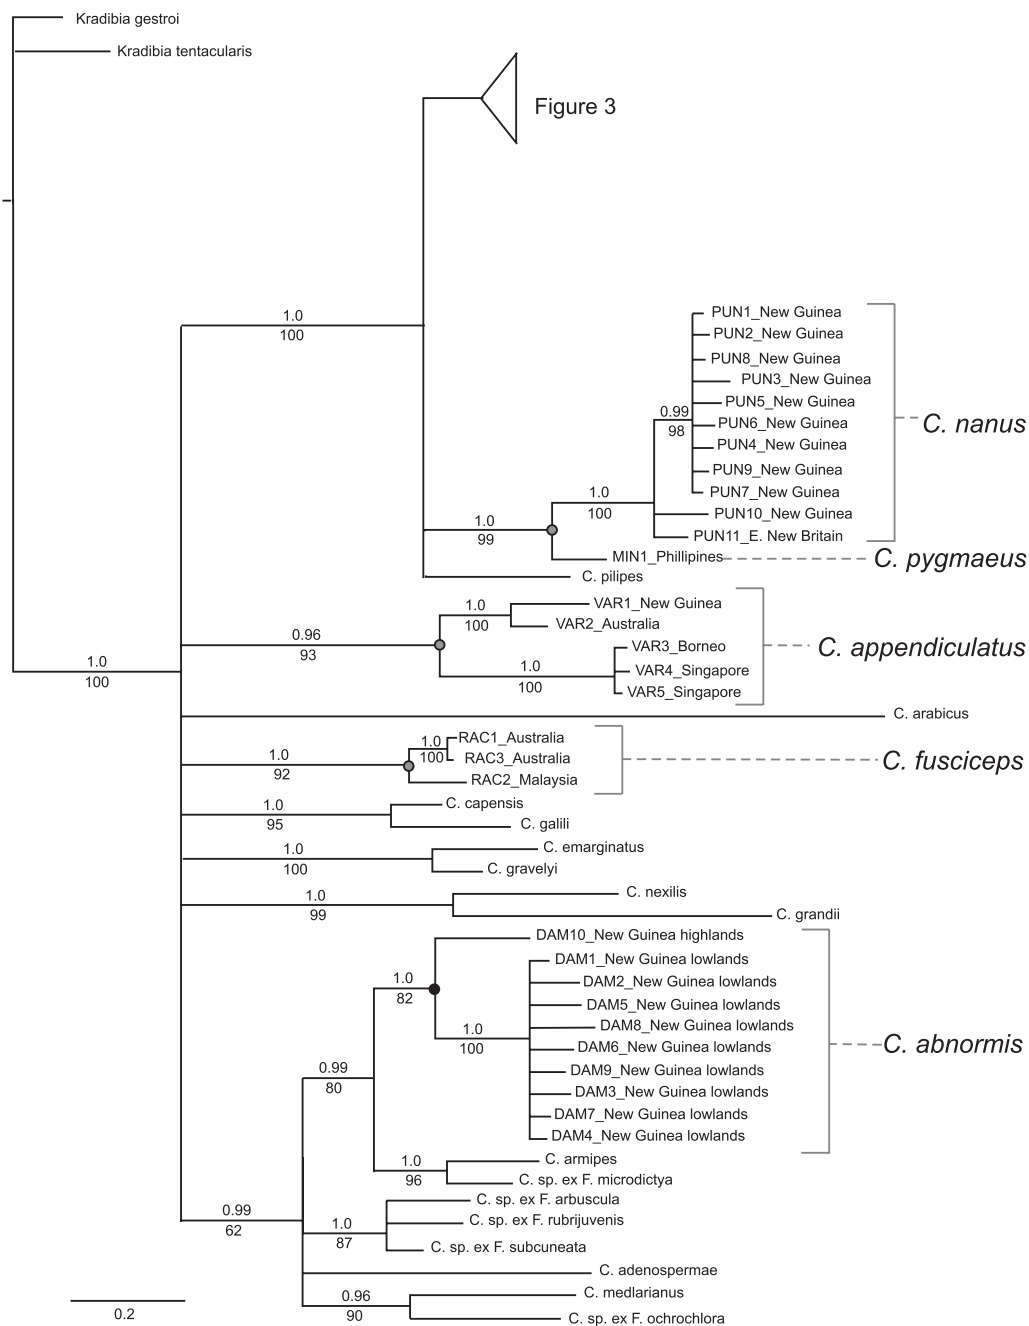 Kradibia gestroi
Kradibia tentacularis
Figure 3
1.0
100
PUN1_New Guinea
PUN2_New Guinea
PUN8_New Guinea
PUN3_New Guinea
PUN5_New Guinea
PUN6_New Guinea
PUN4_New Guinea
PUN9_New Guinea
PUN7_New Guinea
PUN10_New Guinea
PUN11_E. New Britain
0.99
98
C. nanus
1.0
100
1.0
99
MIN1_Phillipines
C. pygmaeus
C. pilipes
VAR1_New Guinea
VAR2_Australia
VAR3_Borneo
VAR4_Singapore
VAR5_Singapore
1.0
100
0.96
93
1.0
100
C. appendiculatus
1.0
100
C. arabicus
RAC1_Australia
RAC3_Australia
RAC2_Malaysia
1.0
100
1.0
92
C. fusciceps
C. capensis
C. galili
1.0
95
C. emarginatus
C. gravelyi
1.0
100
C. nexilis
C. grandii
1.0
99
DAM10_New Guinea highlands
DAM1_New Guinea lowlands
DAM2_New Guinea lowlands
DAM5_New Guinea lowlands
DAM8_New Guinea lowlands
DAM6_New Guinea lowlands
DAM9_New Guinea lowlands
DAM3_New Guinea lowlands
DAM7_New Guinea lowlands
DAM4_New Guinea lowlands
1.0
82
1.0
100
C. abnormis
0.99
80
C. armipes
C. sp. ex F. microdictya
1.0
96
C. sp. ex F. arbuscula
C. sp. ex F. rubrijuvenis
C. sp. ex F. subcuneata
0.99
62
1.0
87
C. adenospermae
C. medlarianus
C. sp. ex F. ochrochlora
0.96
90
0.2